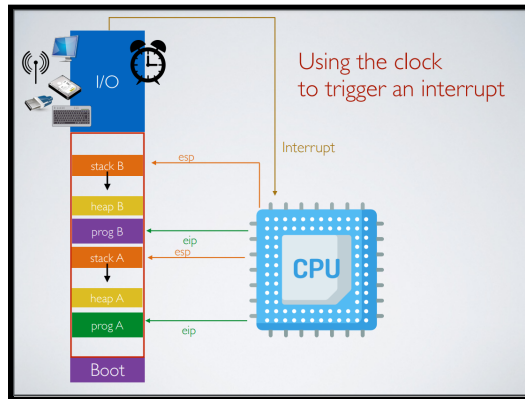 Using the clock
to trigger an interrupt
I/O
Interrupt
esp
stack B
heap B
prog B
eip
esp
stack A
CPU
heap A
prog A
eip
Boot